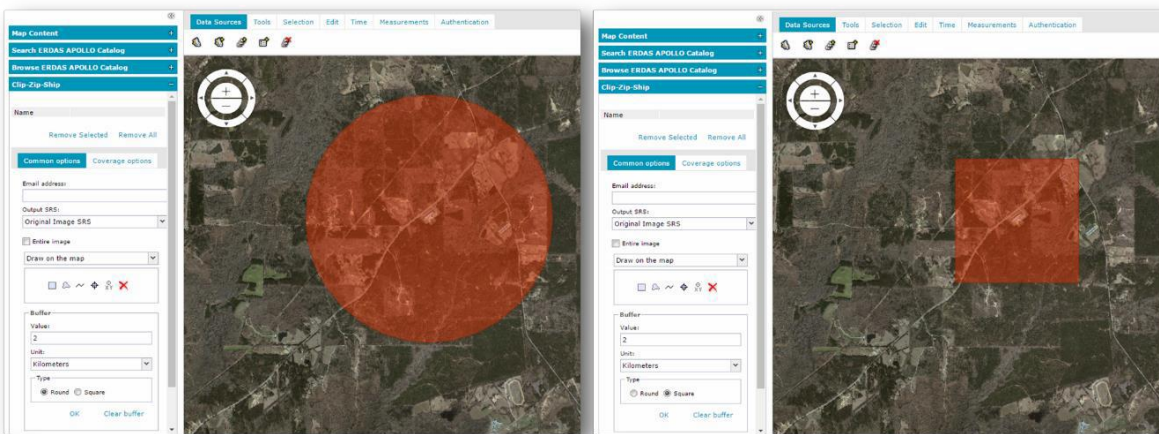 Data Sources Tools Selection Edit Time Measurements Authentication
Map Content
Search ERDAS APOLLO Catalog
Browse ERDAS APOLLO Catalog
Clip-Zip-Ship
Name
Remove Selected Remove All
Common options Coverage options
Email address:
Output SRS:
Original Image SRS
Entire image
Draw on the map
Buffer
Value:
2
Unit:
Kilometers
Type
Round Square
OK Clear buffer
Data Sources Tools Selection Edit Time Measurements Authentication
Map Content
Search ERDAS APOLLO Catalog
Browse ERDAS APOLLO Catalog
Clip-Zip-Ship
Name
Remove Selected Remove All
Common options Coverage options
Email address:
Output SRS:
Original Image SRS
Entire image
Draw on the map
Buffer
Value:
2
Unit:
Kilometers
Type
Round Square
OK Clear buffer